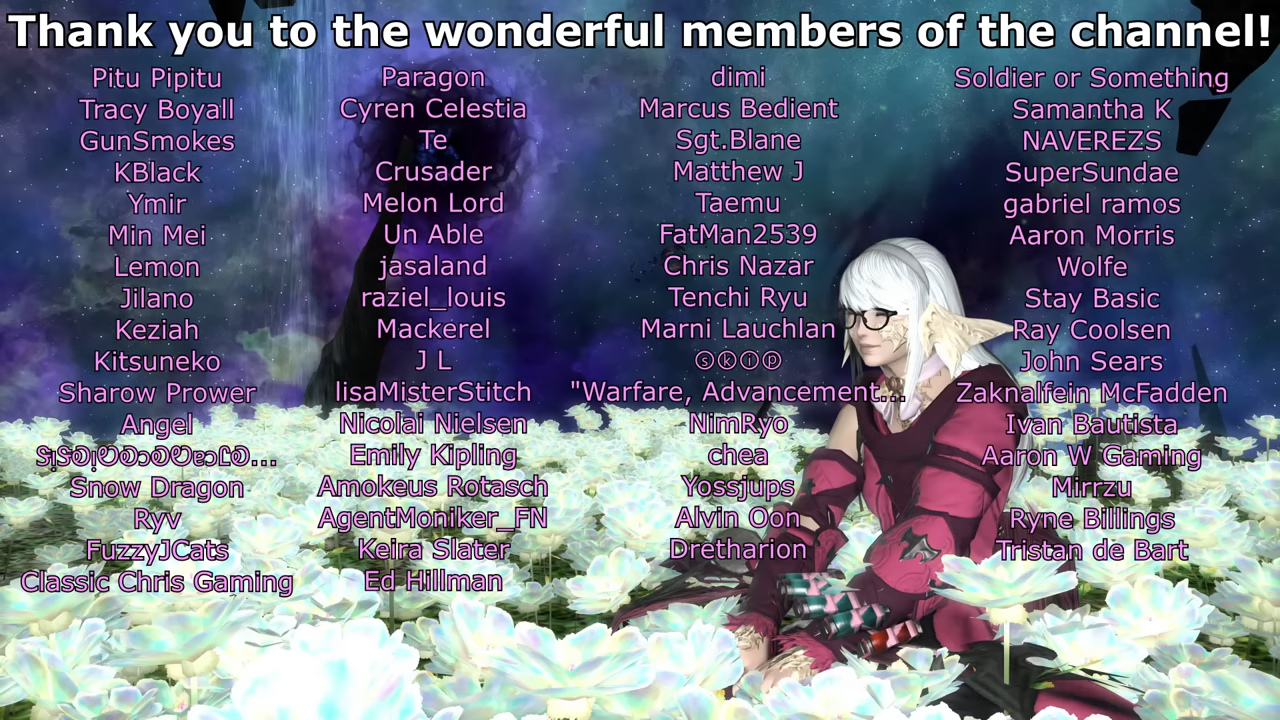 Thank you to the wonderful members of the channel!
Pitu Pipitu
Tracy Boyall
GunSmokes
KBlack
Ymir
Min Mei
Lemon
Jilano
Keziah
Kitsuneko
Sharow Prower
Angel
Snow Dragon
Ryv
FuzzyJCats
Classic Chris Gaming
Paragon
Cyren Celestia
Te
Crusader
Melon Lord
Un Able
jasaland
raziel_louis
Mackerel
J L
lisaMisterStitch
Nicolai Nielsen
Emily Kipling
Amokeus Rotasch
AgentMoniker_FN
Keira Slater
Ed Hillman
dimi
Marcus Bedient
Sgt.Blane
Matthew J
Taemu
FatMan2539
Chris Nazar
Tenchi Ryu
Marni Lauchlan
ⓢⓚⓘⓟ
"Warfare, Advancement...
NimRyo
chea
Yossjups
Alvin Oon
Dretharion
Soldier or Something
Samantha K
NAVEREZS
SuperSundae
gabriel ramos
Aaron Morris
Wolfe
Stay Basic
Ray Coolsen
John Sears
Zaknalfein McFadden
Ivan Bautista
Aaron W Gaming
Mirrzu
Ryne Billings
Tristan de Bart